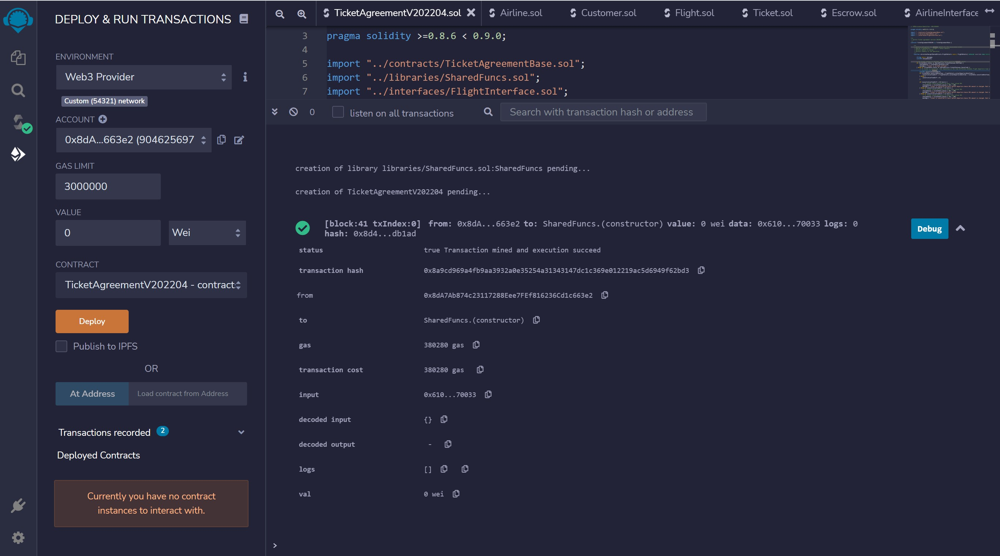 DEPLOY & RUN TRANSACTIONS
ENVIRONMENT
Web3 Provider
Custom (54321) network
ACCOUNT
0x8dA...663e2 (904625697
GAS LIMIT
3000000
VALUE
0
Wei
CONTRACT
TicketAgreementV202204 - contract
Deploy
Publish to IPFS
OR
At Address
Load contract from Address
Transactions recorded 2
Deployed Contracts
Currently you have no contract
instances to interact with.
TicketAgreementV202204.sol
Airline.sol
Customer.sol
Flight.sol
Ticket.sol
Escrow.sol
AirlineInterface
3 pragma solidity >=0.8.6 < 0.9.0;
4
5 import "../contracts/TicketAgreementBase.sol";
6 import "../libraries/SharedFuncs.sol";
7 import "../interfaces/FlightInterface.sol";
0
listen on all transactions
Search with transaction hash or address
creation of library libraries/SharedFuncs.sol:SharedFuncs pending...
creation of TicketAgreementV202204 pending...
[block:41 txIndex:0] from: 0x8dA...663e2 to: SharedFuncs.(constructor) value: 0 wei data: 0x610...70033 logs: 0
hash: 0x8d4...db1ad
Debug
status true Transaction mined and execution succeed
transaction hash 0x8a9cd969a4fb9aa3932a0e35254a31343147dc1c369e012219ac5d6949f62bd3
from 0x8dA7Ab874c23117288Eee7FEf816236Cd1c663e2
to SharedFuncs.(constructor)
gas 380280 gas
transaction cost 380280 gas
input 0x610...70033
decoded input {}
decoded output -
logs []
val 0 wei
>